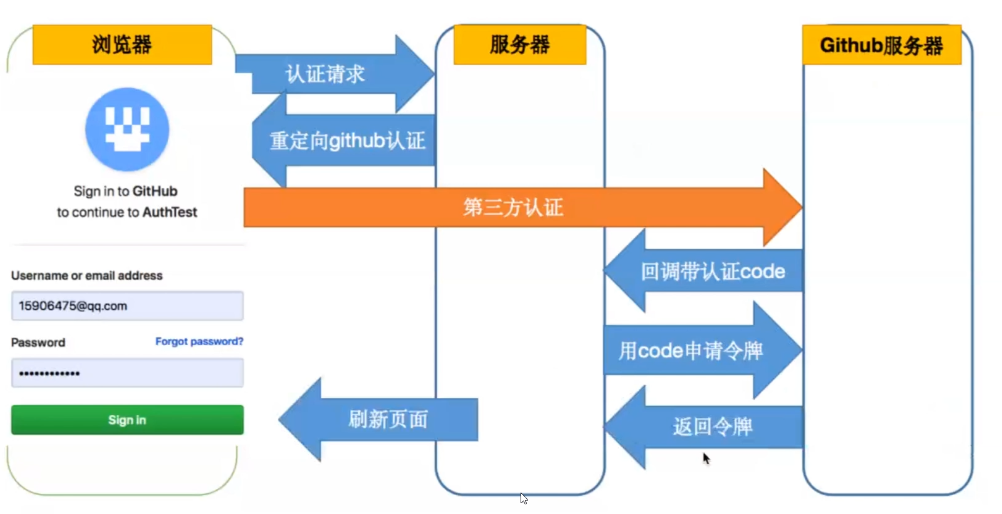 浏览器
服务器
Github服务器
认证请求
重定向github认证
Sign in to GitHub
to continue to AuthTest
第三方认证
回调带认证code
Username or email address
15906475@qq.com
Password
Forgot password?
用code申请令牌
Sign in
刷新页面
返回令牌